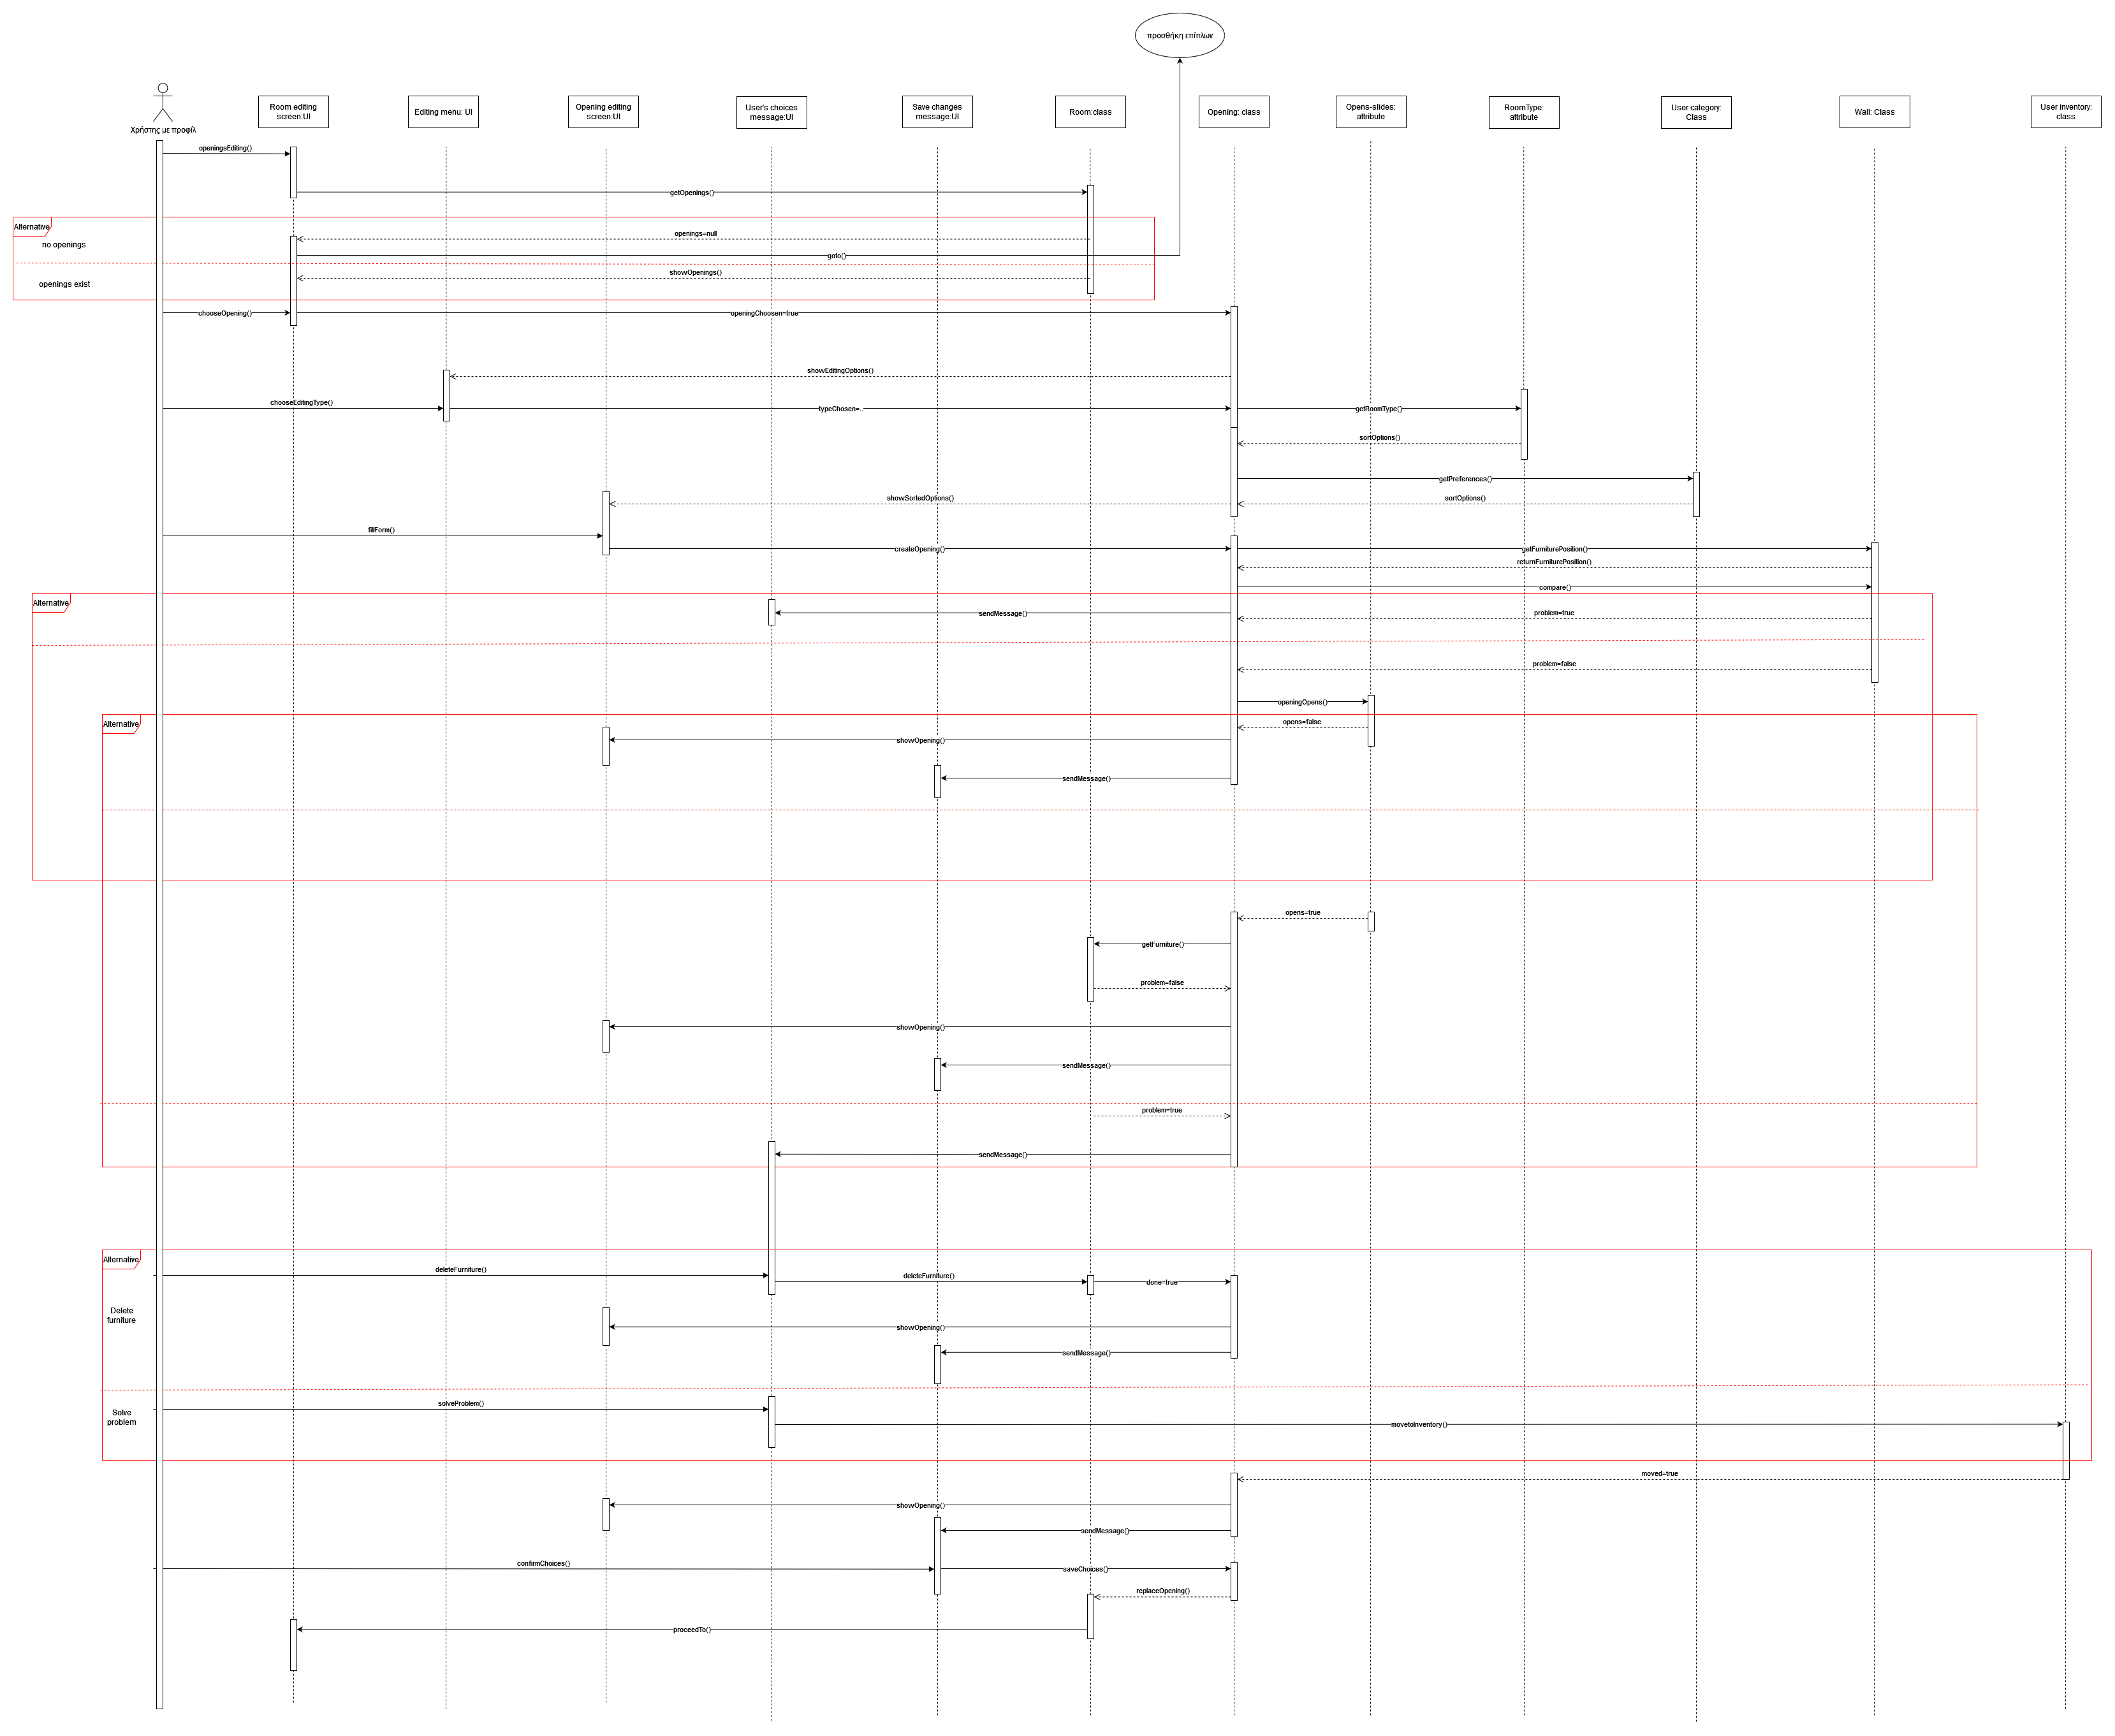 προσθήκη επίπλων
Χρήστης με προφίλ
Room editing
screen:UI
Editing menu: UI
Opening editing
screen:UI
User's choices
message:UI
Save changes
message:UI
Room:class
Opening: class
Opens-slides:
attribute
RoomType:
attribute
User category:
Class
Wall: Class
User inventory:
class
openingsEditing()
getOpenings()
Alternative
no openings
openings=null
goto()
showOpenings()
openings exist
chooseOpening()
openingChoosen=true
showEditingOptions()
chooseEditingType()
typeChosen=..
getRoomType()
sortOptions()
getPreferences()
showSortedOptions()
sortOptions()
fillForm()
createOpening()
getFurniturePosition()
returnFurniturePosition()
compare()
Alternative
sendMessage()
problem=true
problem=false
openingOpens()
Alternative
opens=false
showOpening()
sendMessage()
opens=true
getFurniture()
problem=false
showOpening()
sendMessage()
problem=true
sendMessage()
Alternative
deleteFurniture()
deleteFurniture()
done=true
Delete
furniture
showOpening()
sendMessage()
solveProblem()
Solve
problem
movetoInventory()
moved=true
showOpening()
sendMessage()
confirmChoices()
saveChoices()
replaceOpening()
proceedTo()